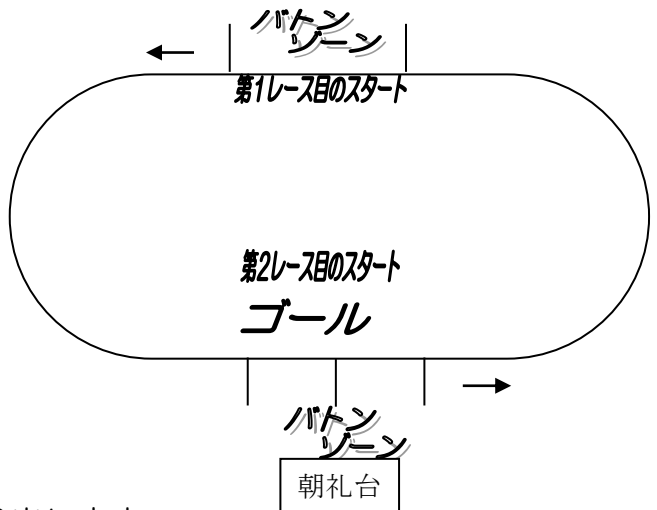 バトン
ゾーン
第1レース目のスタート
第2レース目のスタート
ゴール
バトン
ゾーン
朝礼台